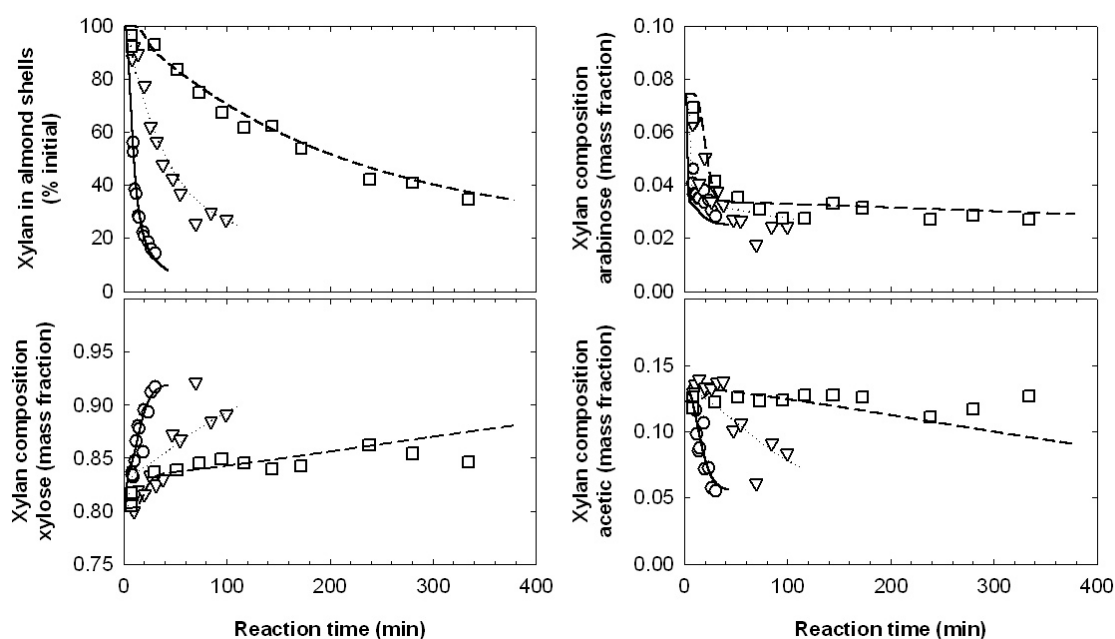 Xylan in almond shells
(% initial)
100
80
60
40
20
0
Xylan composition
arabinose (mass fraction)
0.10
0.08
0.06
0.04
0.02
0.00
Xylan composition
xylose (mass fraction)
0.95
0.90
0.85
0.80
0.75
0 100 200 300 400
Reaction time (min)
Xylan composition
acetic (mass fraction)
0.15
0.10
0.05
0.00
0 100 200 300 400
Reaction time (min)